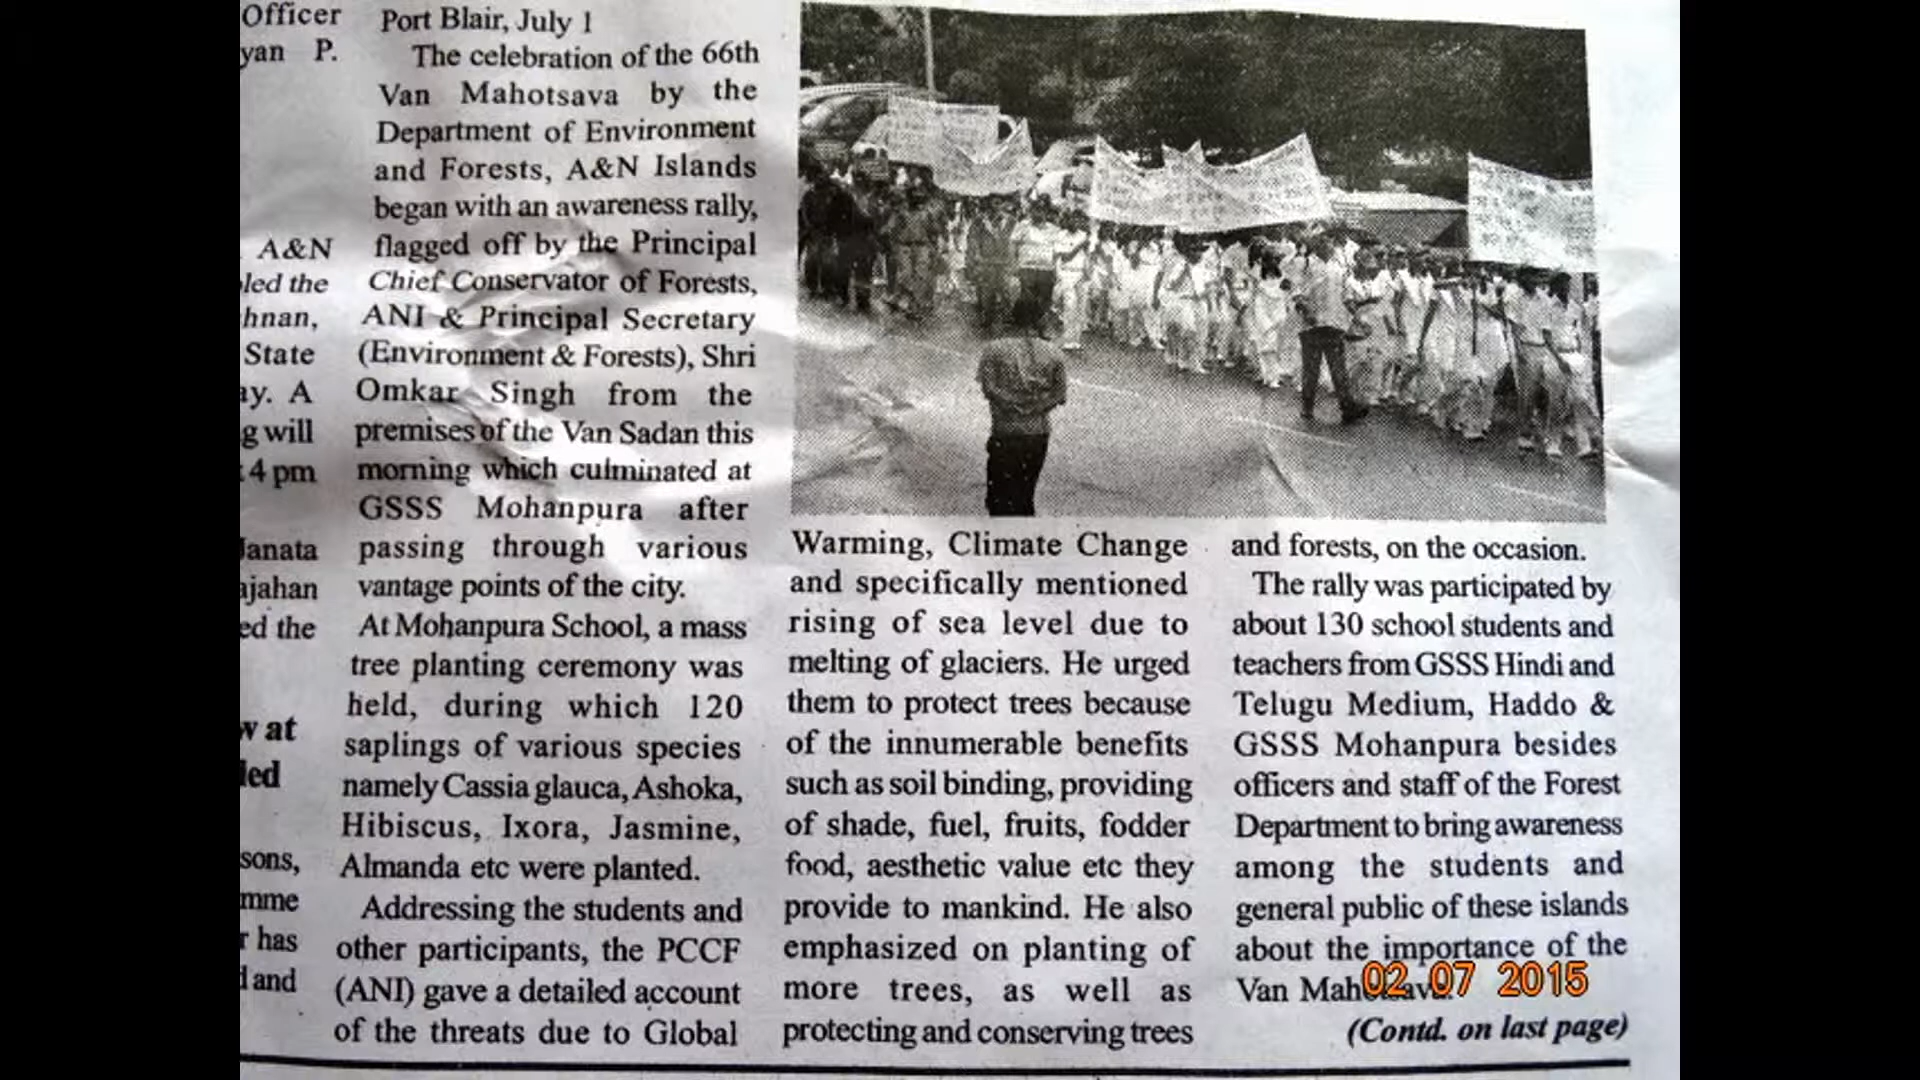 Officer
yan P.
A&N
led the
hnan,
State
ay. A
g will
4 pm
Janata
ajahan
ed the
w at
led
sons,
mme
r has
d and
Port Blair, July 1
The celebration of the 66th
Van Mahotsava by the
Department of Environment
and Forests, A&N Islands
began with an awareness rally,
flagged off by the Principal
Chief Conservator of Forests,
ANI & Principal Secretary
(Environment & Forests), Shri
Omkar Singh from the
premises of the Van Sadan this
morning which culminated at
GSSS Mohanpura after
passing through various
vantage points of the city.
At Mohanpura School, a mass
tree planting ceremony was
held, during which 120
saplings of various species
namely Cassia glauca, Ashoka,
Hibiscus, Ixora, Jasmine,
Almanda etc were planted.
Addressing the students and
other participants, the PCCF
(ANI) gave a detailed account
of the threats due to Global
Warming, Climate Change
and specifically mentioned
rising of sea level due to
melting of glaciers. He urged
them to protect trees because
of the innumerable benefits
such as soil binding, providing
of shade, fuel, fruits, fodder
food, aesthetic value etc they
provide to mankind. He also
emphasized on planting of
more trees, as well as
protecting and conserving trees
and forests, on the occasion.
The rally was participated by
about 130 school students and
teachers from GSSS Hindi and
Telugu Medium, Haddo &
GSSS Mohanpura besides
officers and staff of the Forest
Department to bring awareness
among the students and
general public of these islands
about the importance of the
Van Mahotsava.
(Contd. on last page)
02 07 2015